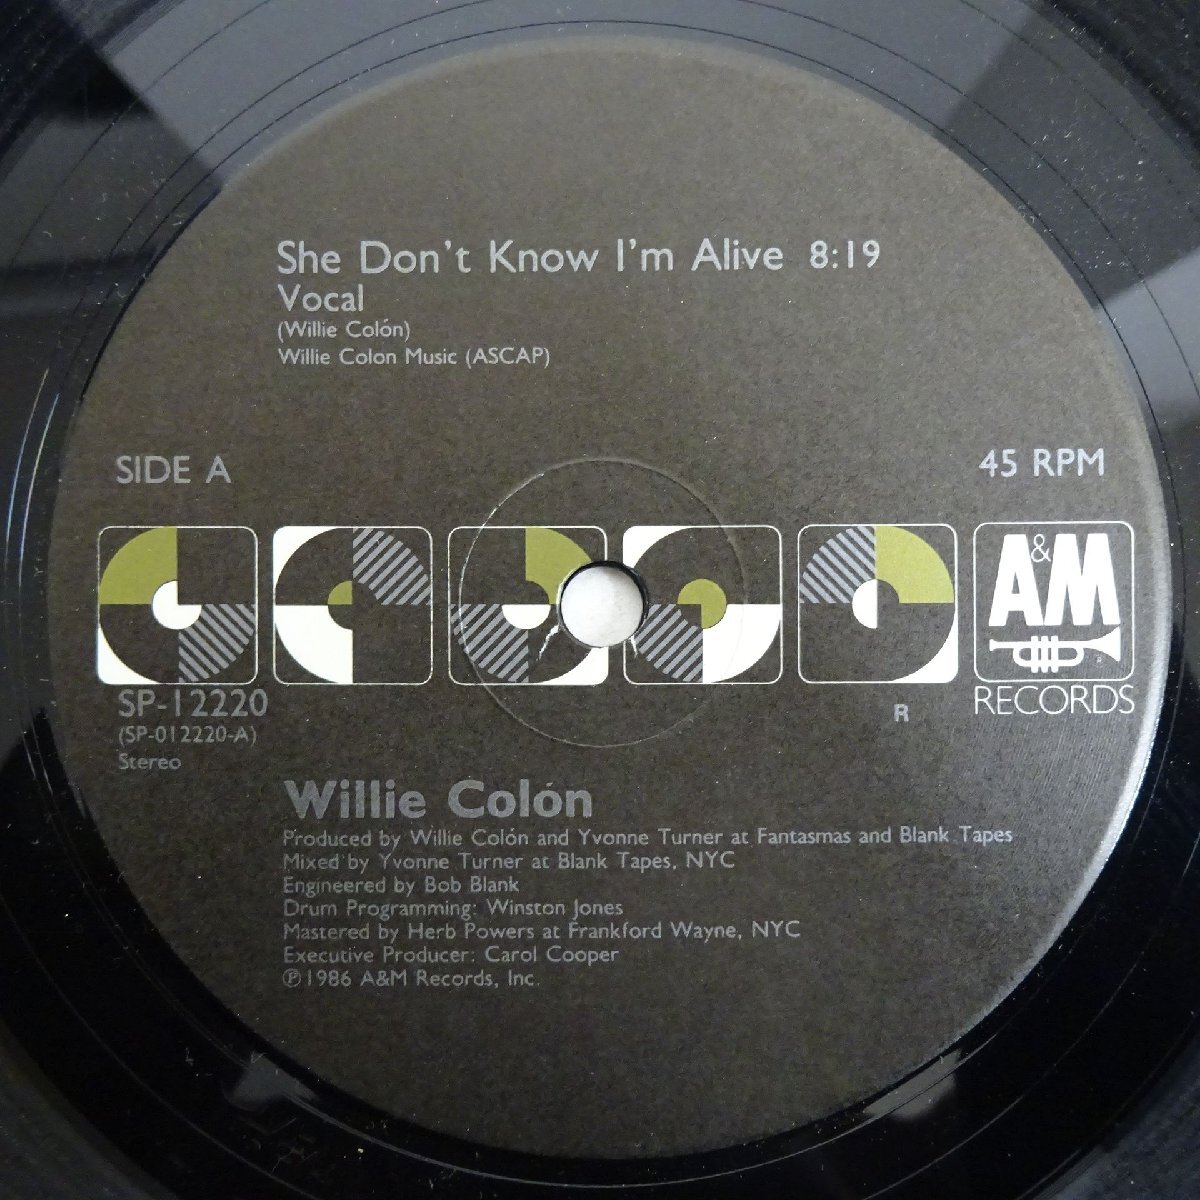 She Don't Know I'm Alive 8:19
Vocal
(Willie Colón)
Willie Colon Music (ASCAP)
SIDE A
45 RPM
A&M
RECORDS
SP-12220
(SP-012220-A)
Stereo
R
Willie Colón
Produced by Willie Colón and Yvonne Turner at Fantasmas and Blank Tapes
Mixed by Yvonne Turner at Blank Tapes, NYC
Engineered by Bob Blank
Drum Programming: Winston Jones
Mastered by Herb Powers at Frankford Wayne, NYC
Executive Producer: Carol Cooper
℗1986 A&M Records, Inc.